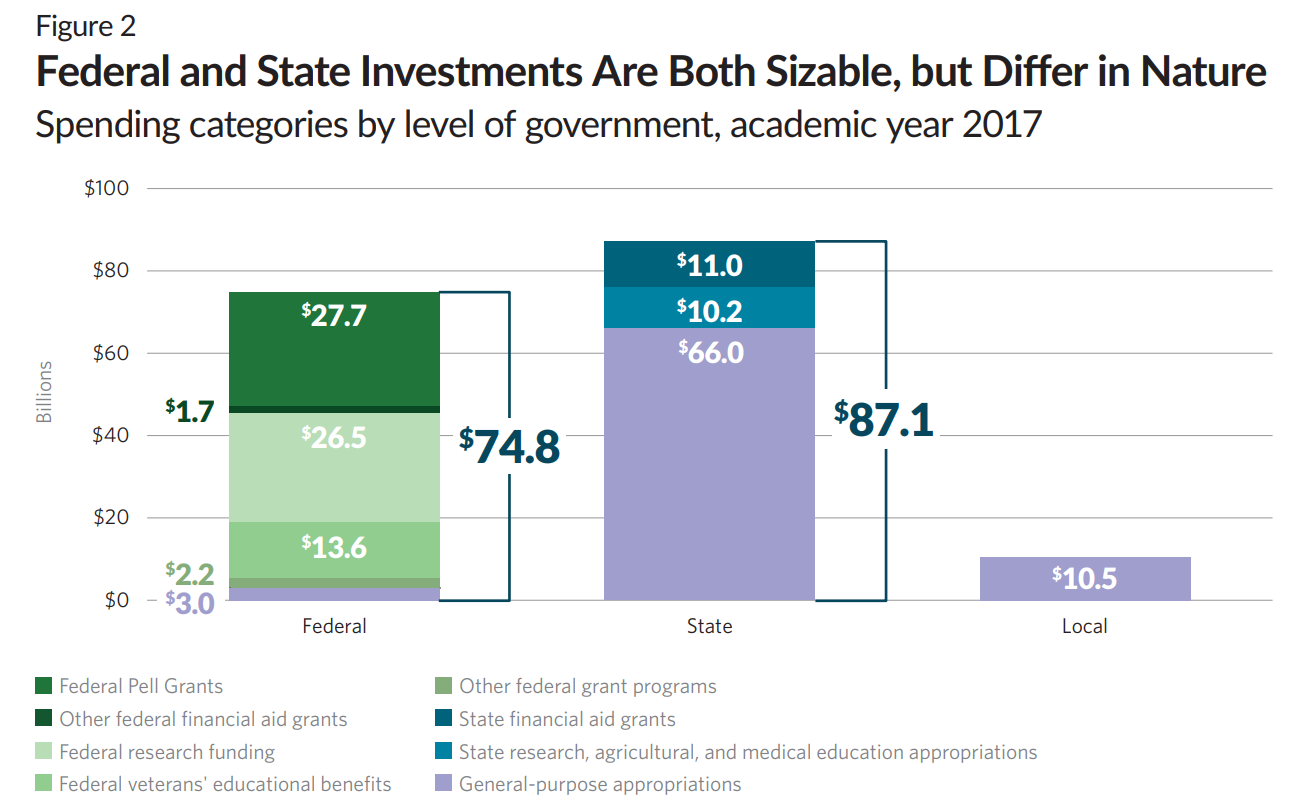 Figure 2
Federal and State Investments Are Both Sizable, but Differ in Nature
Spending categories by level of government, academic year 2017
Billions
$100
$80
$60
$40
$20
$0
$27.7
$1.7
$26.5
$13.6
$2.2
$3.0
$74.8
$11.0
$10.2
$66.0
$87.1
$10.5
Federal
State
Local
Federal Pell Grants
Other federal financial aid grants
Federal research funding
Federal veterans' educational benefits
Other federal grant programs
State financial aid grants
State research, agricultural, and medical education appropriations
General-purpose appropriations